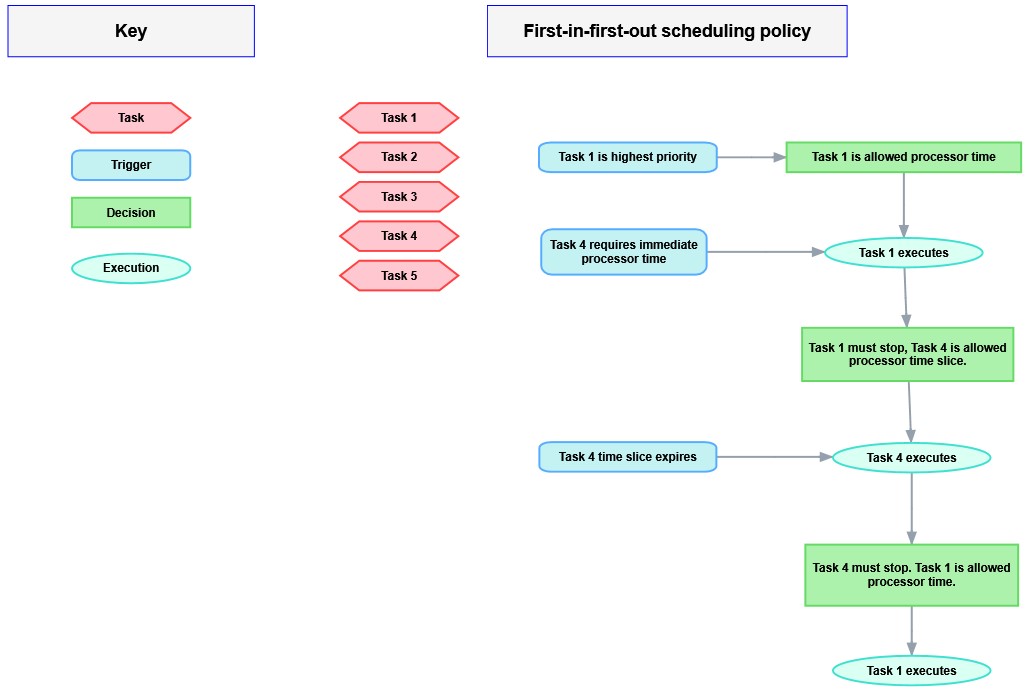 Key
First-in-first-out scheduling policy
Task
Trigger
Decision
Execution
Task 1
Task 2
Task 3
Task 4
Task 5
Task 1 is highest priority
Task 1 is allowed processor time
Task 4 requires immediate
processor time
Task 1 executes
Task 1 must stop, Task 4 is allowed
processor time slice.
Task 4 time slice expires
Task 4 executes
Task 4 must stop. Task 1 is allowed
processor time.
Task 1 executes